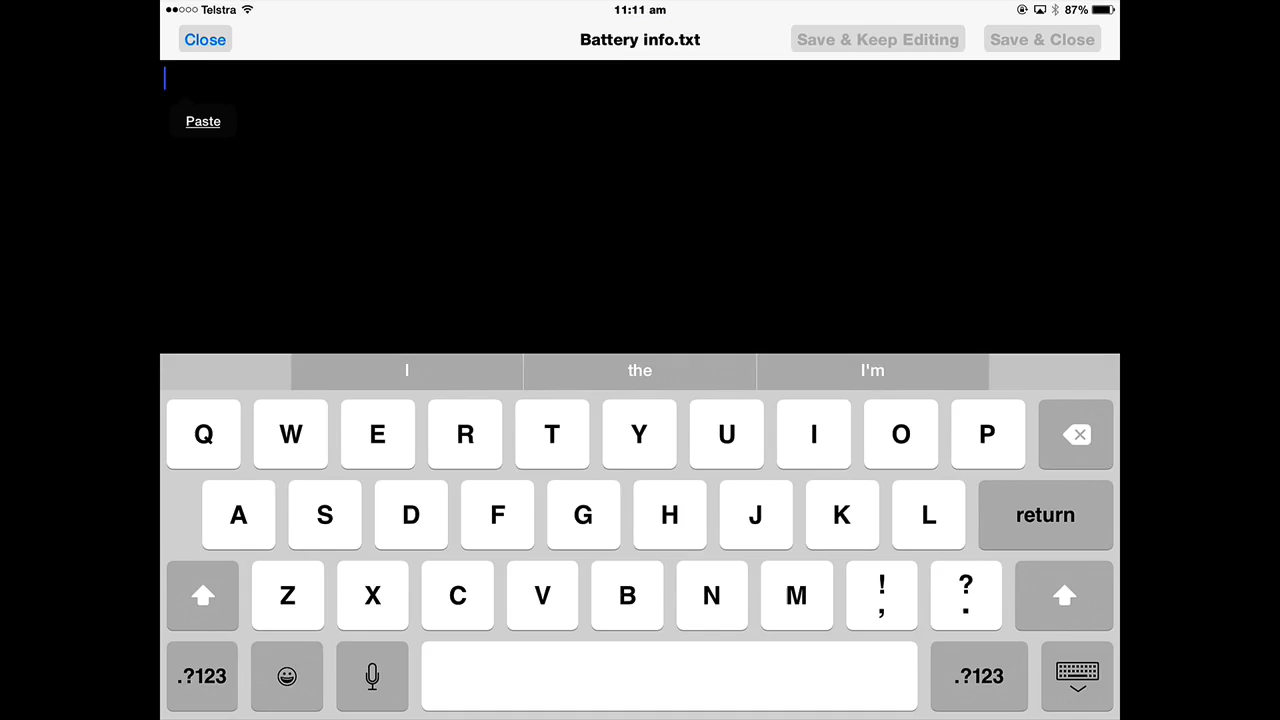 Telstra 11:11 am 87%
Close Battery info.txt Save & Keep Editing Save & Close
Paste
I the I'm
Q W E R T Y U I O P
A S D F G H J K L return
Z X C V B N M ! , ? .
.?123 .?123